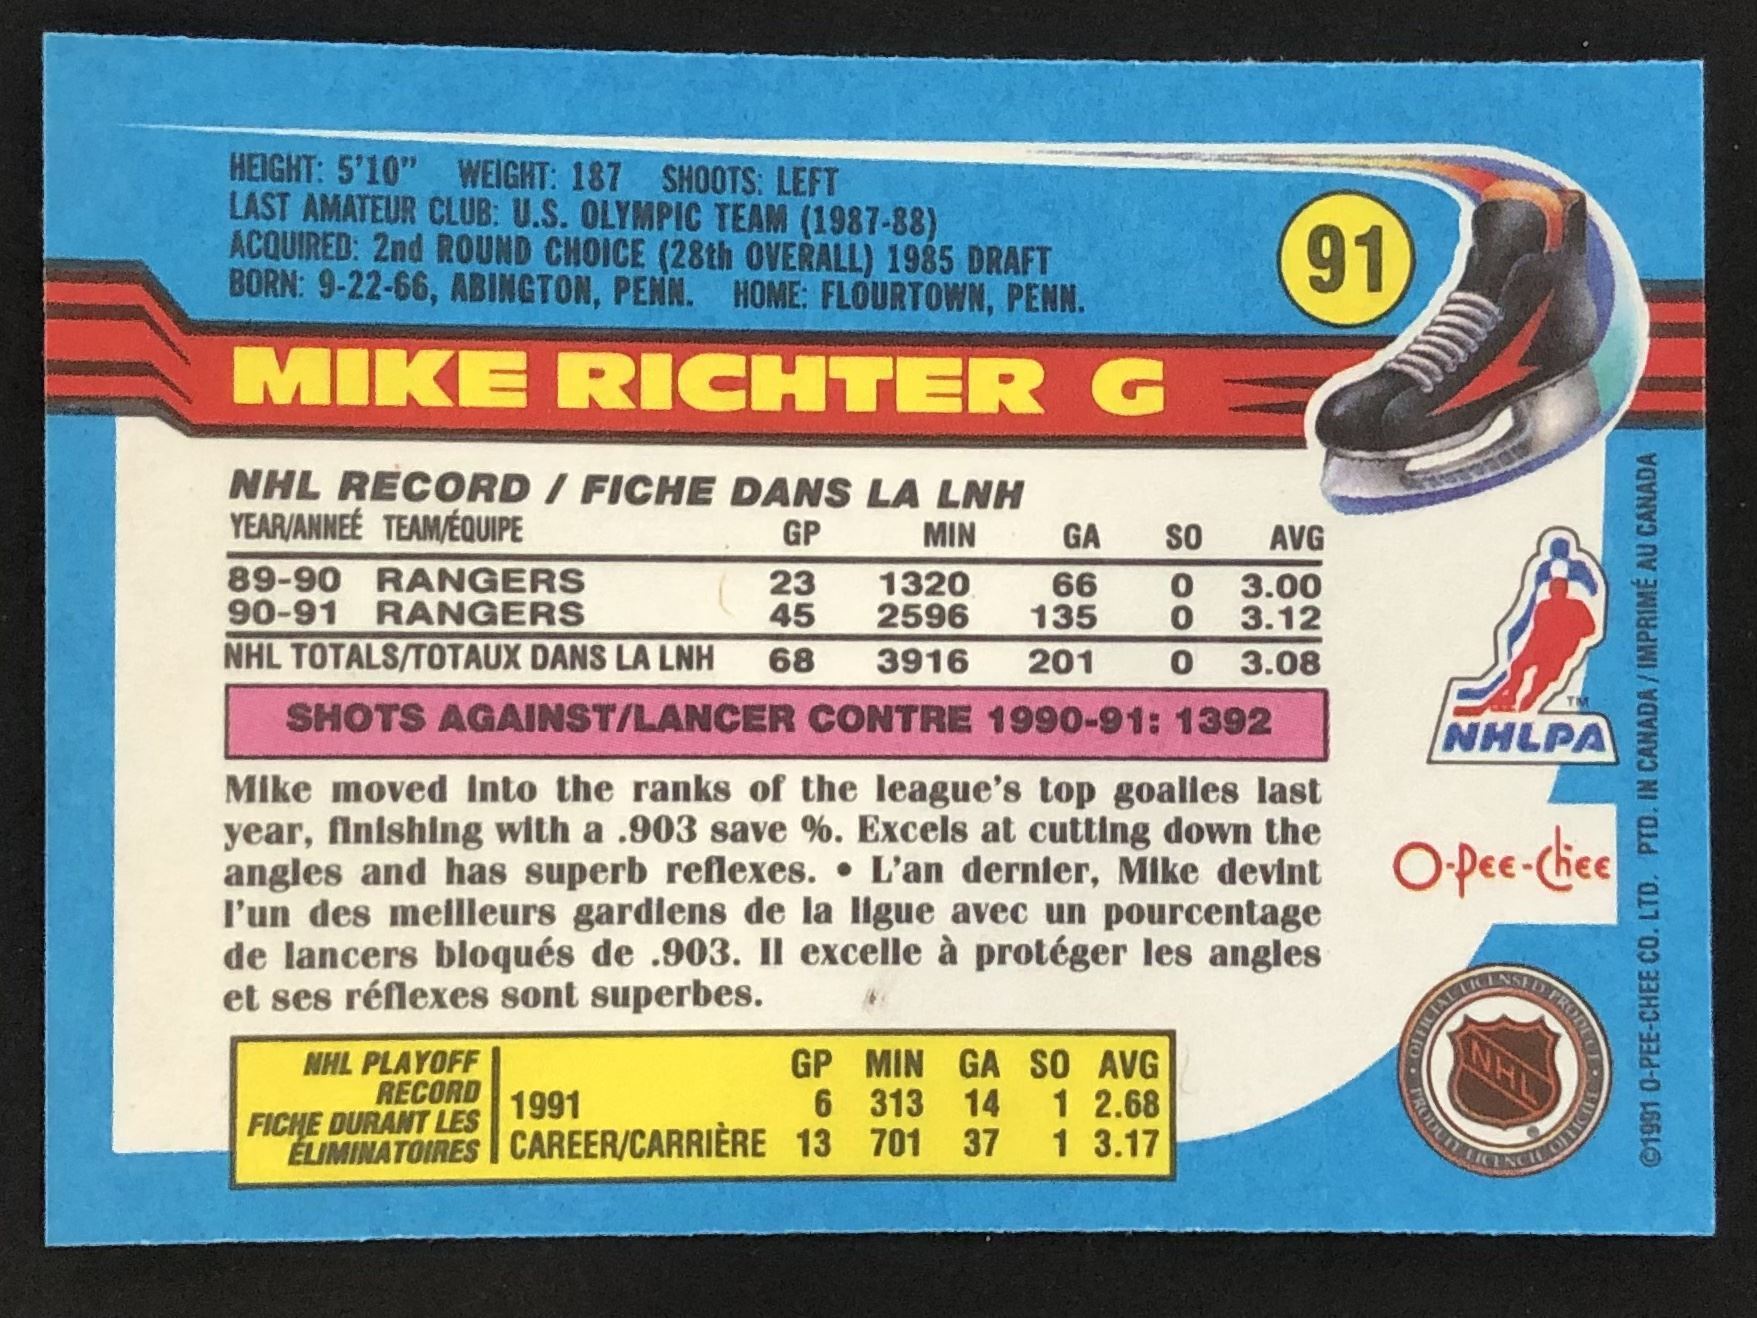 HEIGHT: 5'10" WEIGHT: 187 SHOOTS: LEFT
LAST AMATEUR CLUB: U.S. OLYMPIC TEAM (1987-88)
ACQUIRED: 2nd ROUND CHOICE (28th OVERALL) 1985 DRAFT
BORN: 9-22-66, ABINGTON, PENN. HOME: FLOURTOWN, PENN.
91
MIKE RICHTER G
NHL RECORD / FICHE DANS LA LNH
YEAR/ANNEÉ TEAM/ÉQUIPE GP MIN GA SO AVG
89-90 RANGERS 23 1320 66 0 3.00
90-91 RANGERS 45 2596 135 0 3.12
NHL TOTALS/TOTAUX DANS LA LNH 68 3916 201 0 3.08
SHOTS AGAINST/LANCER CONTRE 1990-91: 1392
Mike moved into the ranks of the league's top goalies last
year, finishing with a .903 save %. Excels at cutting down the
angles and has superb reflexes. • L'an dernier, Mike devint
l'un des meilleurs gardiens de la ligue avec un pourcentage
de lancers bloqués de .903. Il excelle à protéger les angles
et ses réflexes sont superbes.
NHL PLAYOFF
RECORD
FICHE DURANT LES
ÉLIMINATOIRES
GP MIN GA SO AVG
1991 6 313 14 1 2.68
CAREER/CARRIÈRE 13 701 37 1 3.17
TM
NHLPA
O-Pee-Chee
OFFICIAL LICENSED PRODUCT
NHL
PRODUIT LICENCIE OFFICIEL
©1991 O-PEE-CHEE CO. LTD. PTD. IN CANADA / IMPRIMÉ AU CANADA